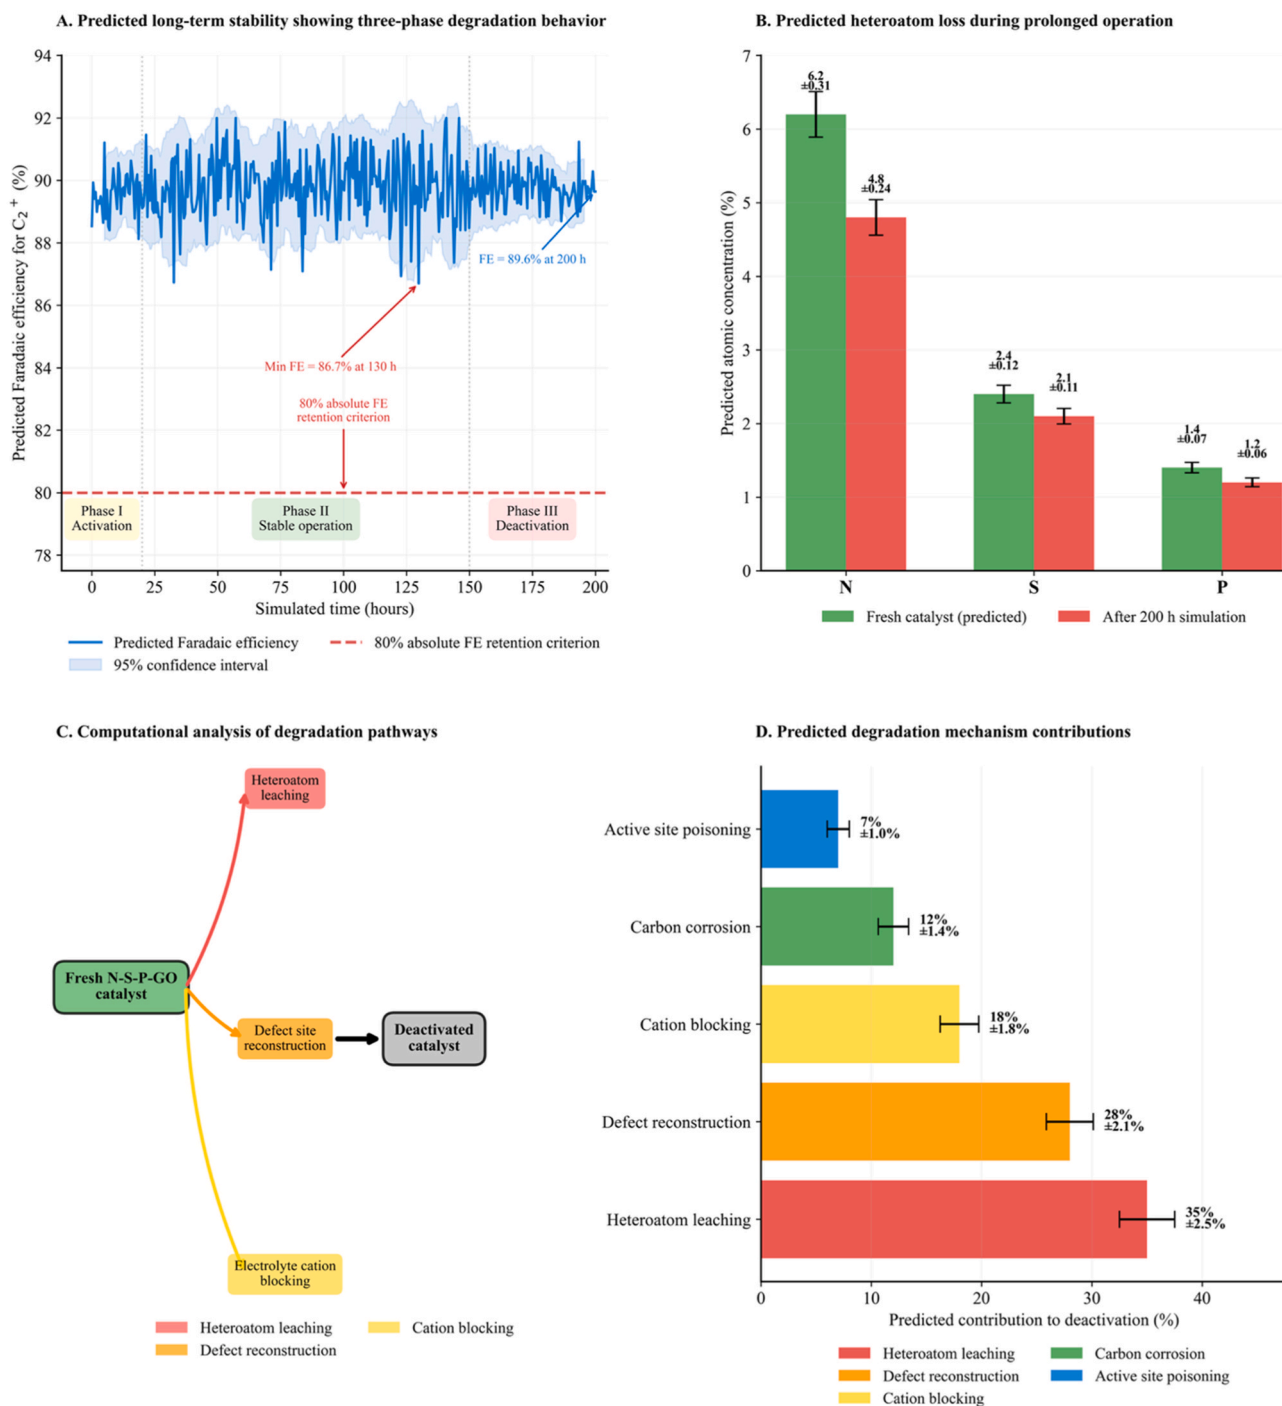 A. Predicted long-term stability showing three-phase degradation behavior
Predicted Faradaic efficiency for C₂⁺ (%)
94
92
90
88
86
84
82
80
78
FE = 89.6% at 200 h
Min FE = 86.7% at 130 h
80% absolute FE
retention criterion
Phase I
Activation
Phase II
Stable operation
Phase III
Deactivation
0 25 50 75 100 125 150 175 200
Simulated time (hours)
Predicted Faradaic efficiency
80% absolute FE retention criterion
95% confidence interval
B. Predicted heteroatom loss during prolonged operation
Predicted atomic concentration (%)
7
6
5
4
3
2
1
0
6.2
±0.31
4.8
±0.24
2.4
±0.12
2.1
±0.11
1.4
±0.07
1.2
±0.06
N S P
Fresh catalyst (predicted)
After 200 h simulation
C. Computational analysis of degradation pathways
Heteroatom
leaching
Fresh N-S-P-GO
catalyst
Defect site
reconstruction
Deactivated
catalyst
Electrolyte cation
blocking
Heteroatom leaching
Cation blocking
Defect reconstruction
D. Predicted degradation mechanism contributions
Active site poisoning
7%
±1.0%
Carbon corrosion
12%
±1.4%
Cation blocking
18%
±1.8%
Defect reconstruction
28%
±2.1%
Heteroatom leaching
35%
±2.5%
0 10 20 30 40
Predicted contribution to deactivation (%)
Heteroatom leaching
Carbon corrosion
Defect reconstruction
Active site poisoning
Cation blocking